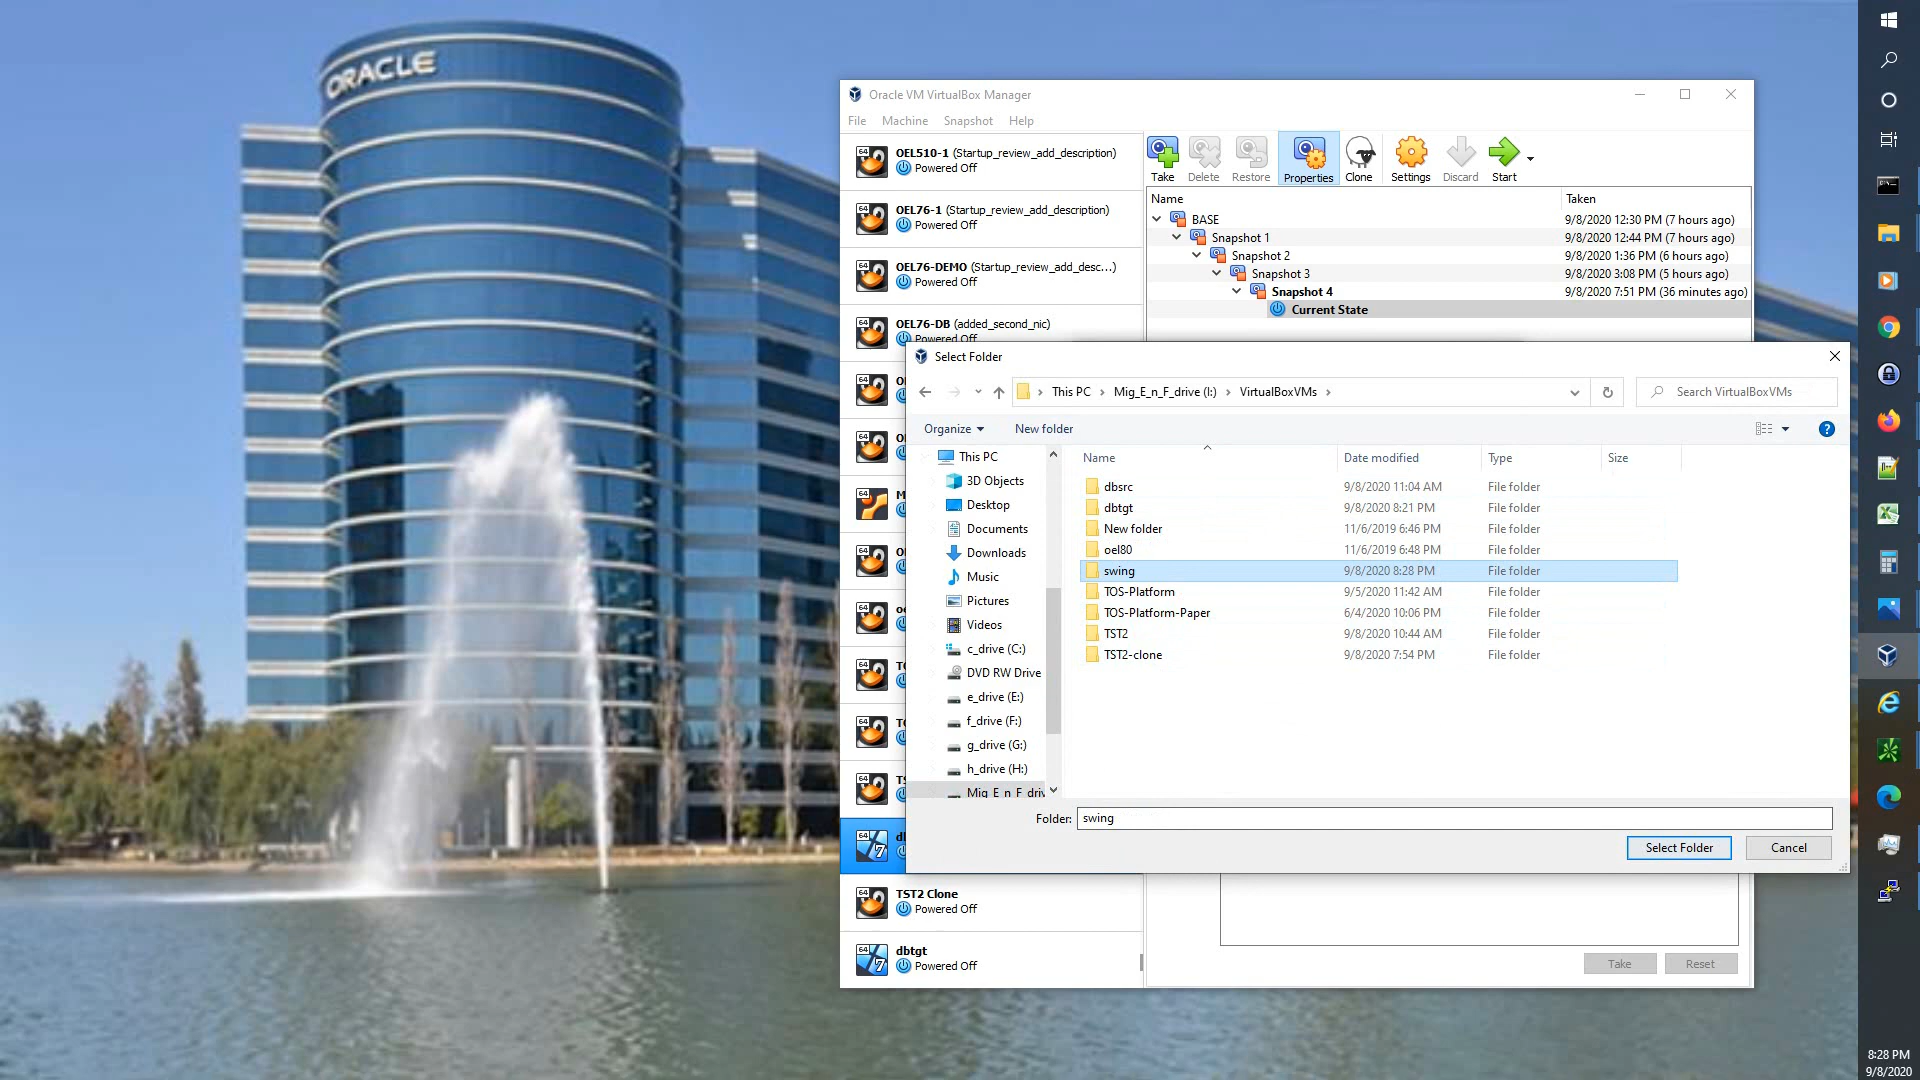 ORACLE
Oracle VM VirtualBox Manager
File Machine Snapshot Help
OEL510-1 (Startup_review_add_description)
Powered Off
OEL76-1 (Startup_review_add_description)
Powered Off
OEL76-DEMO (Startup_review_add_desc...)
Powered Off
OEL76-DB (added_second_nic)
Powered Off
TST2 Clone
Powered Off
dbtgt
Powered Off
Take Delete Restore Properties Clone Settings Discard Start
Name Taken
BASE 9/8/2020 12:30 PM (7 hours ago)
Snapshot 1 9/8/2020 12:44 PM (7 hours ago)
Snapshot 2 9/8/2020 1:36 PM (6 hours ago)
Snapshot 3 9/8/2020 3:08 PM (5 hours ago)
Snapshot 4 9/8/2020 7:51 PM (36 minutes ago)
Current State
Select Folder
This PC Mig_E_n_F_drive (I:) VirtualBoxVMs
Search VirtualBoxVMs
Organize New folder
This PC
3D Objects
Desktop
Documents
Downloads
Music
Pictures
Videos
c_drive (C:)
DVD RW Drive
e_drive (E:)
f_drive (F:)
g_drive (G:)
h_drive (H:)
Mig_E_n_F_driv
Name Date modified Type Size
dbsrc 9/8/2020 11:04 AM File folder
dbtgt 9/8/2020 8:21 PM File folder
New folder 11/6/2019 6:46 PM File folder
oel80 11/6/2019 6:48 PM File folder
swing 9/8/2020 8:28 PM File folder
TOS-Platform 9/5/2020 11:42 AM File folder
TOS-Platform-Paper 6/4/2020 10:06 PM File folder
TST2 9/8/2020 10:44 AM File folder
TST2-clone 9/8/2020 7:54 PM File folder
Folder: swing
Select Folder Cancel
Take Reset
8:28 PM
9/8/2020